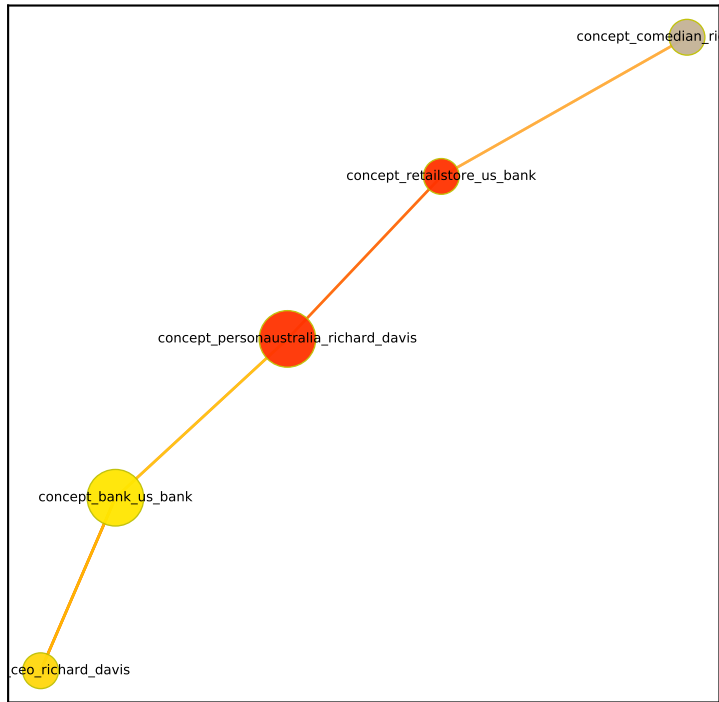 concept_comedian_ri
concept_retailstore_us_bank
concept_personaustralia_richard_davis
concept_bank_us_bank
_ceo_richard_davis